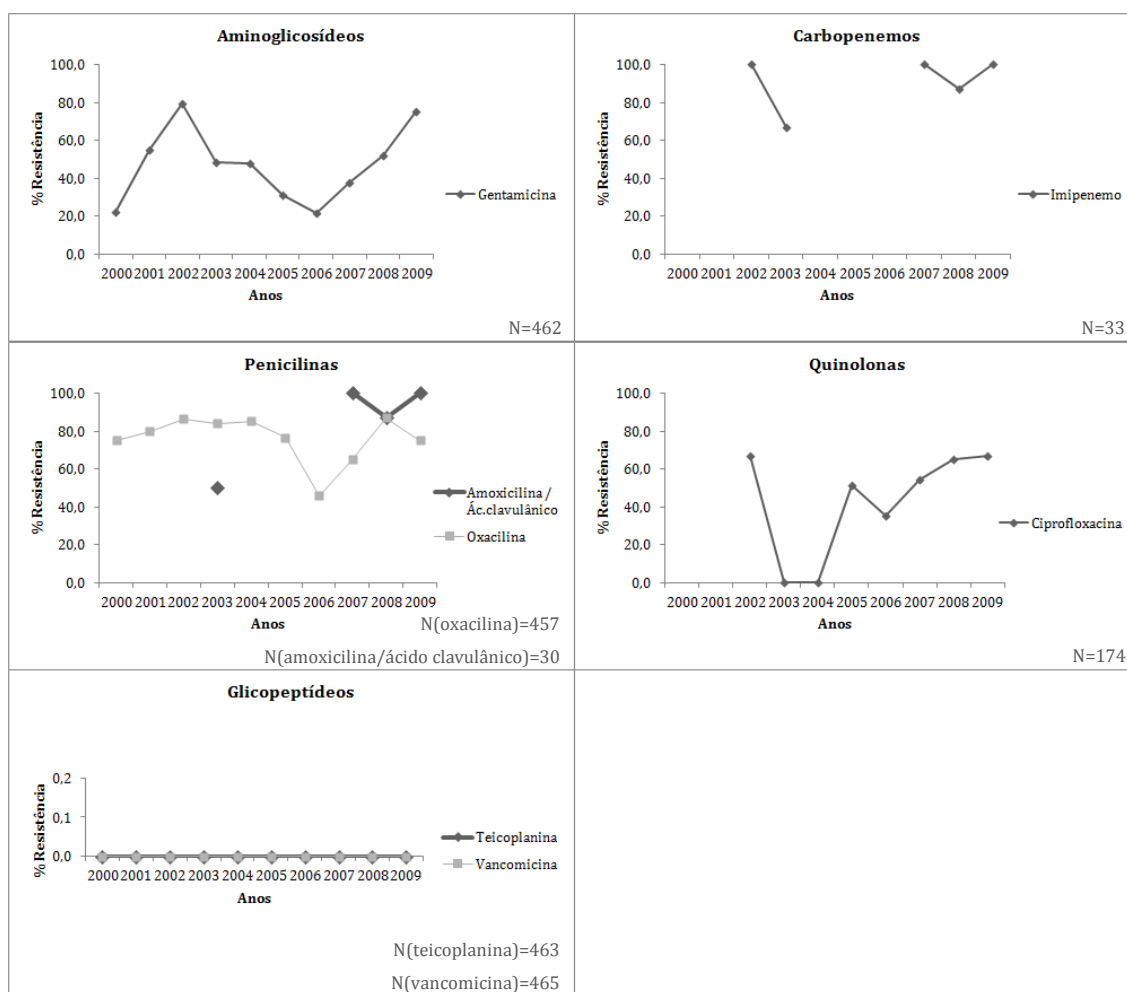 Aminoglicosídeos
100,0
80,0
60,0
40,0
20,0
0,0
% Resistência
2000 2001 2002 2003 2004 2005 2006 2007 2008 2009
Anos
Gentamicina
N=462
Carbopenemos
100,0
80,0
60,0
40,0
20,0
0,0
% Resistência
2000 2001 2002 2003 2004 2005 2006 2007 2008 2009
Anos
Imipenemo
N=33
Penicilinas
100,0
80,0
60,0
40,0
20,0
0,0
% Resistência
2000 2001 2002 2003 2004 2005 2006 2007 2008 2009
Anos
Amoxicilina /
Ác.clavulânico
Oxacilina
N(oxacilina)=457
N(amoxicilina/ácido clavulânico)=30
Quinolonas
100,0
80,0
60,0
40,0
20,0
0,0
% Resistência
2000 2001 2002 2003 2004 2005 2006 2007 2008 2009
Anos
Ciprofloxacina
N=174
Glicopeptídeos
0,2
0,1
0,0
% Resistência
2000 2001 2002 2003 2004 2005 2006 2007 2008 2009
Anos
Teicoplanina
Vancomicina
N(teicoplanina)=463
N(vancomicina)=465